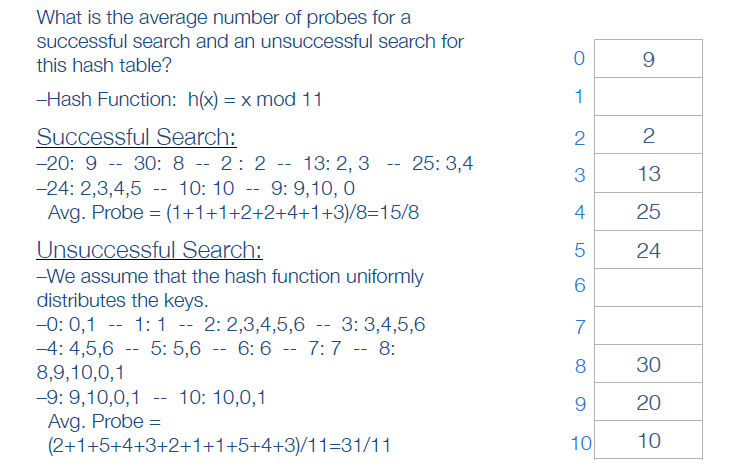 What is the average number of probes for a
successful search and an unsuccessful search for
this hash table?
–Hash Function: h(x) = x mod 11
Successful Search:
–20: 9 -- 30: 8 -- 2 : 2 -- 13: 2, 3 -- 25: 3,4
–24: 2,3,4,5 -- 10: 10 -- 9: 9,10, 0
Avg. Probe = (1+1+1+2+2+4+1+3)/8=15/8
Unsuccessful Search:
–We assume that the hash function uniformly
distributes the keys.
–0: 0,1 -- 1: 1 -- 2: 2,3,4,5,6 -- 3: 3,4,5,6
–4: 4,5,6 -- 5: 5,6 -- 6: 6 -- 7: 7 -- 8:
8,9,10,0,1
–9: 9,10,0,1 -- 10: 10,0,1
Avg. Probe =
(2+1+5+4+3+2+1+1+5+4+3)/11=31/11
0 9
1
2 2
3 13
4 25
5 24
6
7
8 30
9 20
10 10